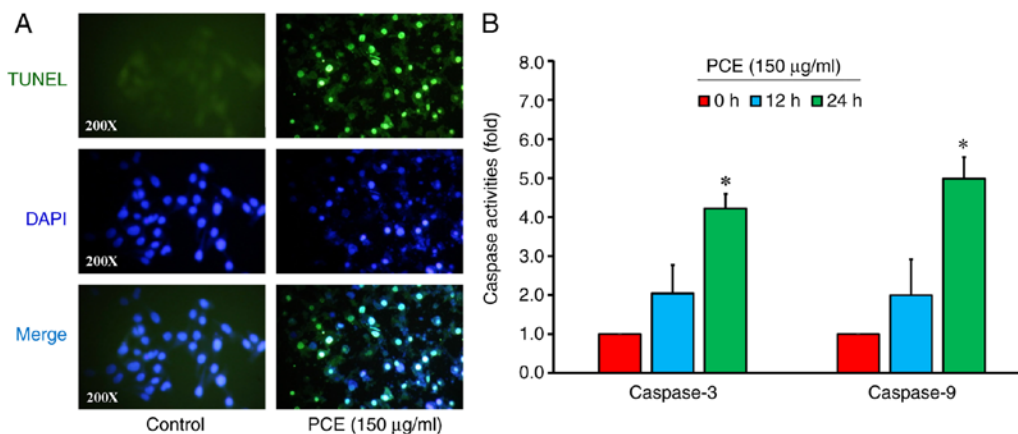 A
TUNEL
200X
DAPI
200X
Merge
200X
Control
PCE (150 µg/ml)
B
PCE (150 µg/ml)
0 h 12 h 24 h
Caspase activities (fold)
8.0
7.0
6.0
5.0
4.0
3.0
2.0
1.0
0.0
*
*
Caspase-3
Caspase-9